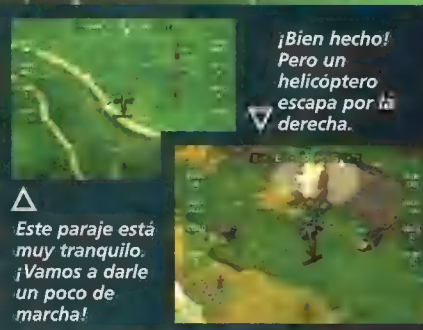 ¡Bien hecho!
Pero un
helicóptero
escapa por la
derecha.
Este paraje está
muy tranquilo.
¡Vamos a darle
un poco de
marcha!